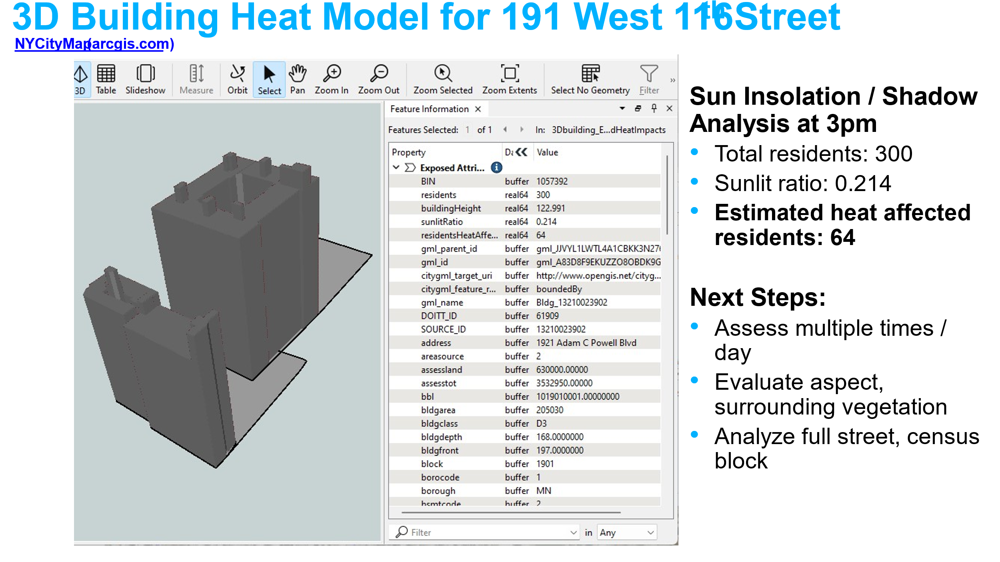 3D Building Heat Model for 191 West 116th Street
NYCityMap (arcgis.com)
3D Table Slideshow Measure Orbit Select Pan Zoom In Zoom Out Zoom Selected Zoom Extents Select No Geometry Filter »
Feature Information
Features Selected: 1 of 1 In: 3Dbuilding_E...dHeatImpacts
Property Da Value
Exposed Attri...
BIN buffer 1057392
residents real64 300
buildingHeight real64 122.991
sunlitRatio real64 0.214
residentsHeatAffe... real64 64
gml_parent_id buffer gml_JJVYL1LWTL4A1CBKK3N27
gml_id buffer gml_A83D8F9EKUZZO8OBDK9G
citygml_target_uri buffer http://www.opengis.net/cityg...
citygml_feature_r... buffer boundedBy
gml_name buffer Bldg_13210023902
DOITT_ID buffer 61909
SOURCE_ID buffer 13210023902
address buffer 1921 Adam C Powell Blvd
areasource buffer 2
assessland buffer 630000.00000
assesstot buffer 3532950.00000
bbl buffer 1019010001.00000000
bldgarea buffer 205030
bldgclass buffer D3
bldgdepth buffer 168.0000000
bldgfront buffer 197.0000000
block buffer 1901
borocode buffer 1
borough buffer MN
bsmtcode buffer 2
Filter in Any
Sun Insolation / Shadow
Analysis at 3pm
• Total residents: 300
• Sunlit ratio: 0.214
• Estimated heat affected
residents: 64
Next Steps:
• Assess multiple times /
day
• Evaluate aspect,
surrounding vegetation
• Analyze full street, census
block